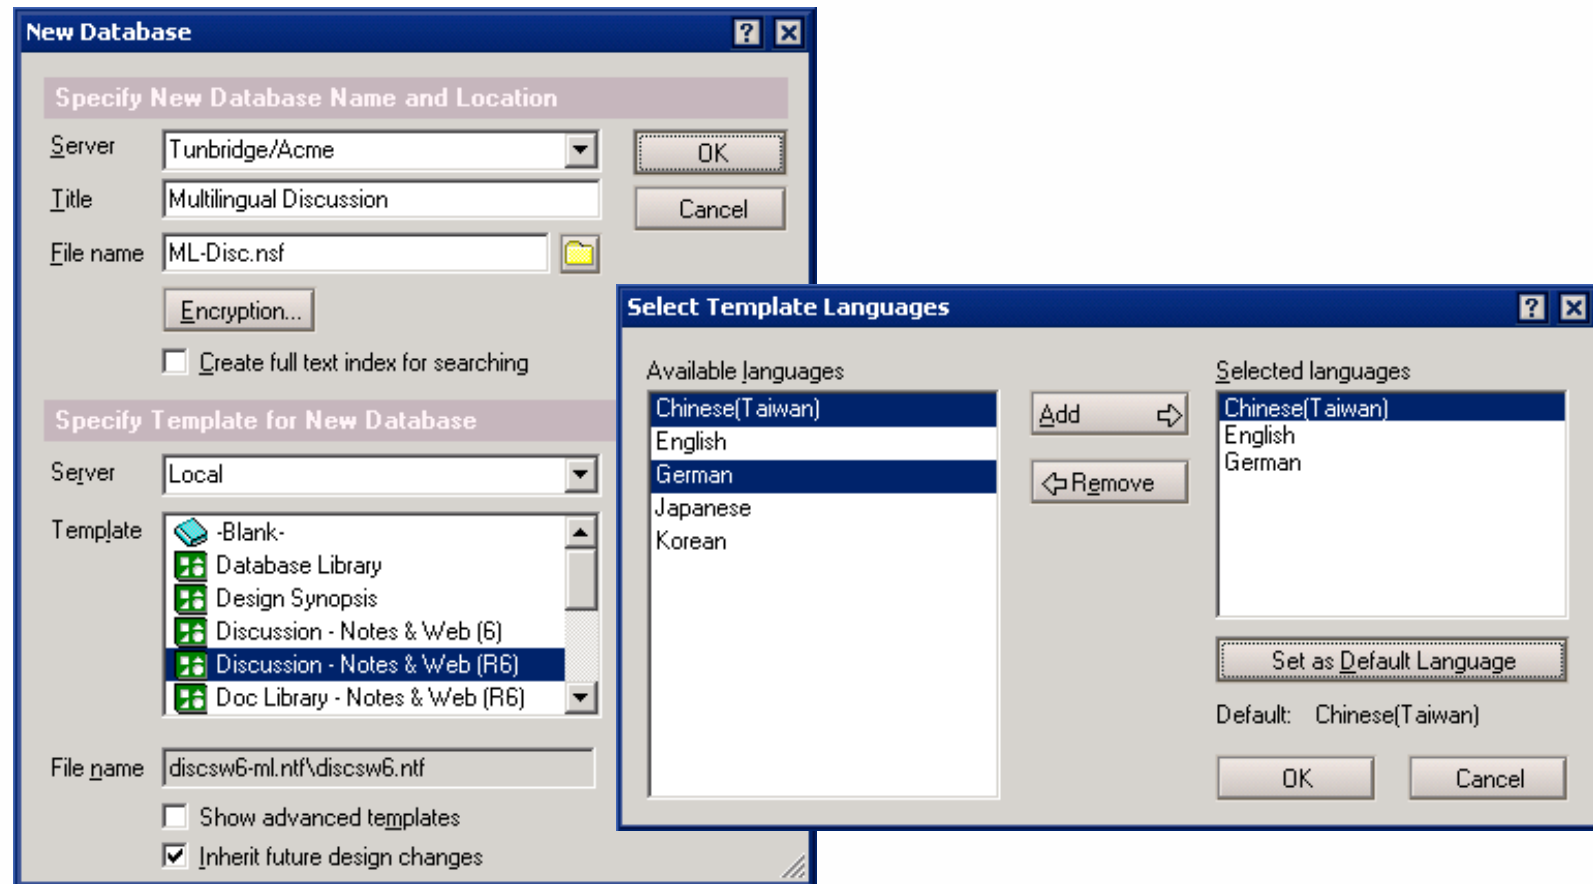 New Database
Specify New Database Name and Location
Server Tunbridge/Acme OK
Title Multilingual Discussion Cancel
File name ML-Disc.nsf
Encryption...
Create full text index for searching
Specify Template for New Database
Server Local
Template -Blank-
Database Library
Design Synopsis
Discussion - Notes & Web (6)
Discussion - Notes & Web (R6)
Doc Library - Notes & Web (R6)
File name discsw6-ml.ntf\discsw6.ntf
Show advanced templates
Inherit future design changes
Select Template Languages
Available languages
Chinese(Taiwan)
English
German
Japanese
Korean
Add
Remove
Selected languages
Chinese(Taiwan)
English
German
Set as Default Language
Default: Chinese(Taiwan)
OK Cancel